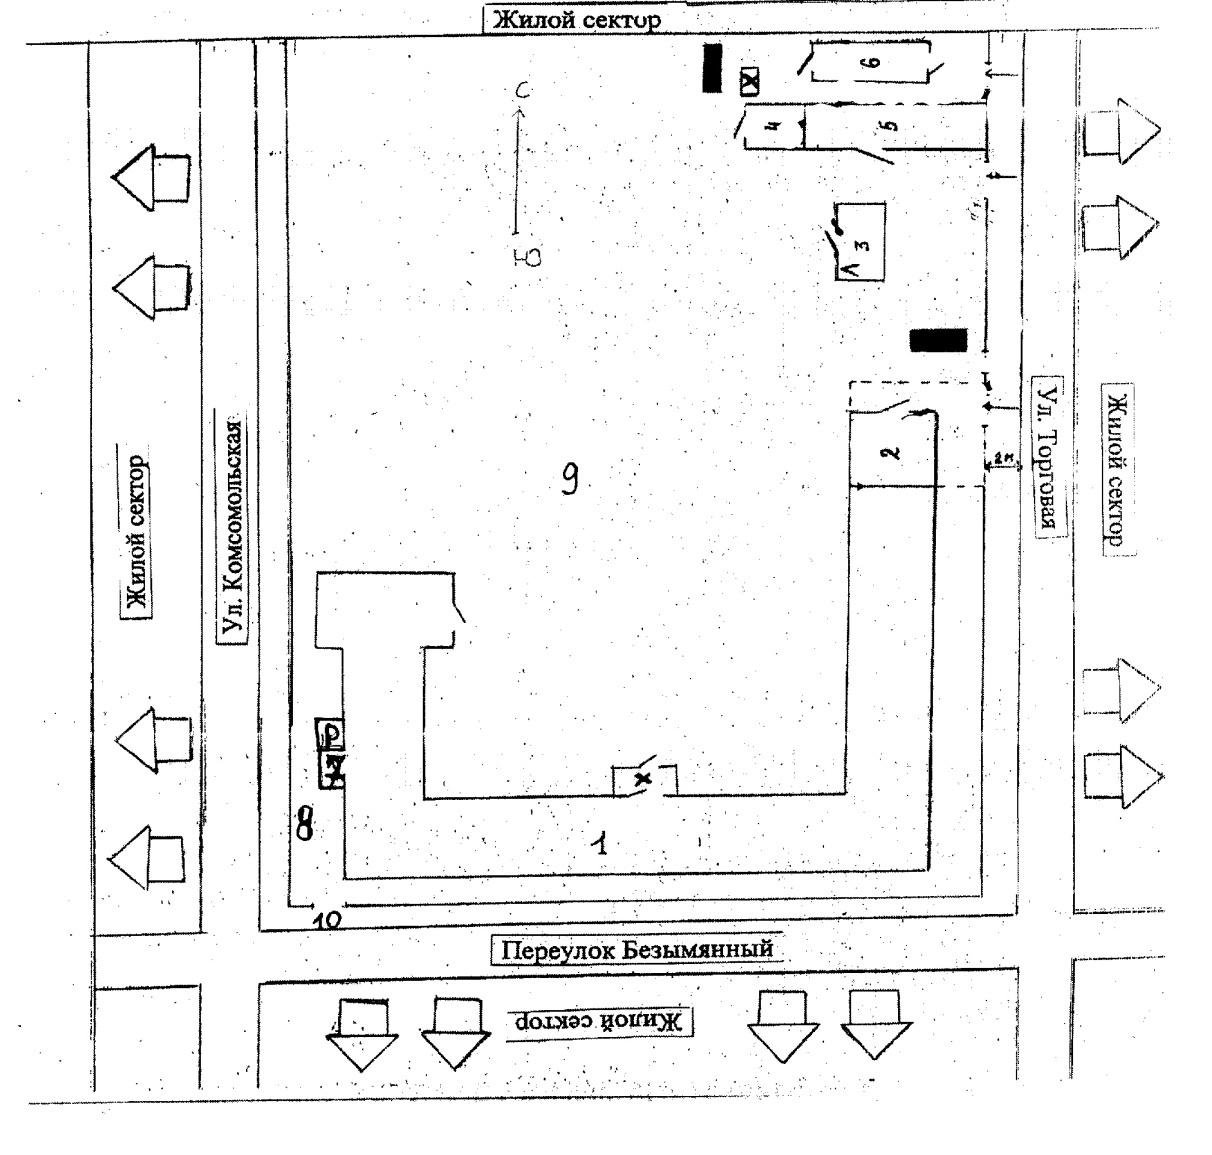 Жилой сектор
6
X
4
5
С
Ю
3
2
2м
Ул. Торговая
Жилой сектор
Ул. Комсомольская
Жилой сектор
9
Р
X
8
1
10
Переулок Безымянный
Жилой сектор